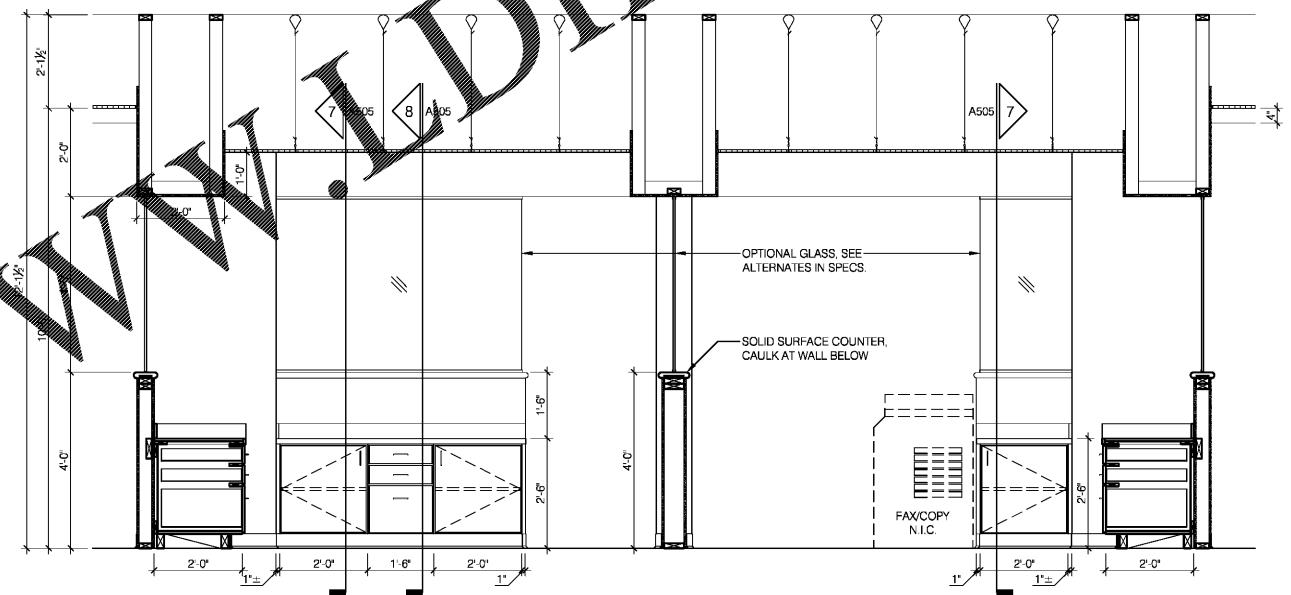 WW.LDI
2'-1½"
2'-0"
1'-0"
2'-0"
4"
7 A505
8 A505
A505 7
OPTIONAL GLASS, SEE
ALTERNATES IN SPECS.
SOLID SURFACE COUNTER,
CAULK AT WALL BELOW
4'-0"
1'-6"
2'-6"
4'-0"
2'-6"
FAX/COPY
N.I.C.
2'-0"
1"±
2'-0"
1'-6"
2'-0"
1"
1"
2'-0"
1"±
2'-0"